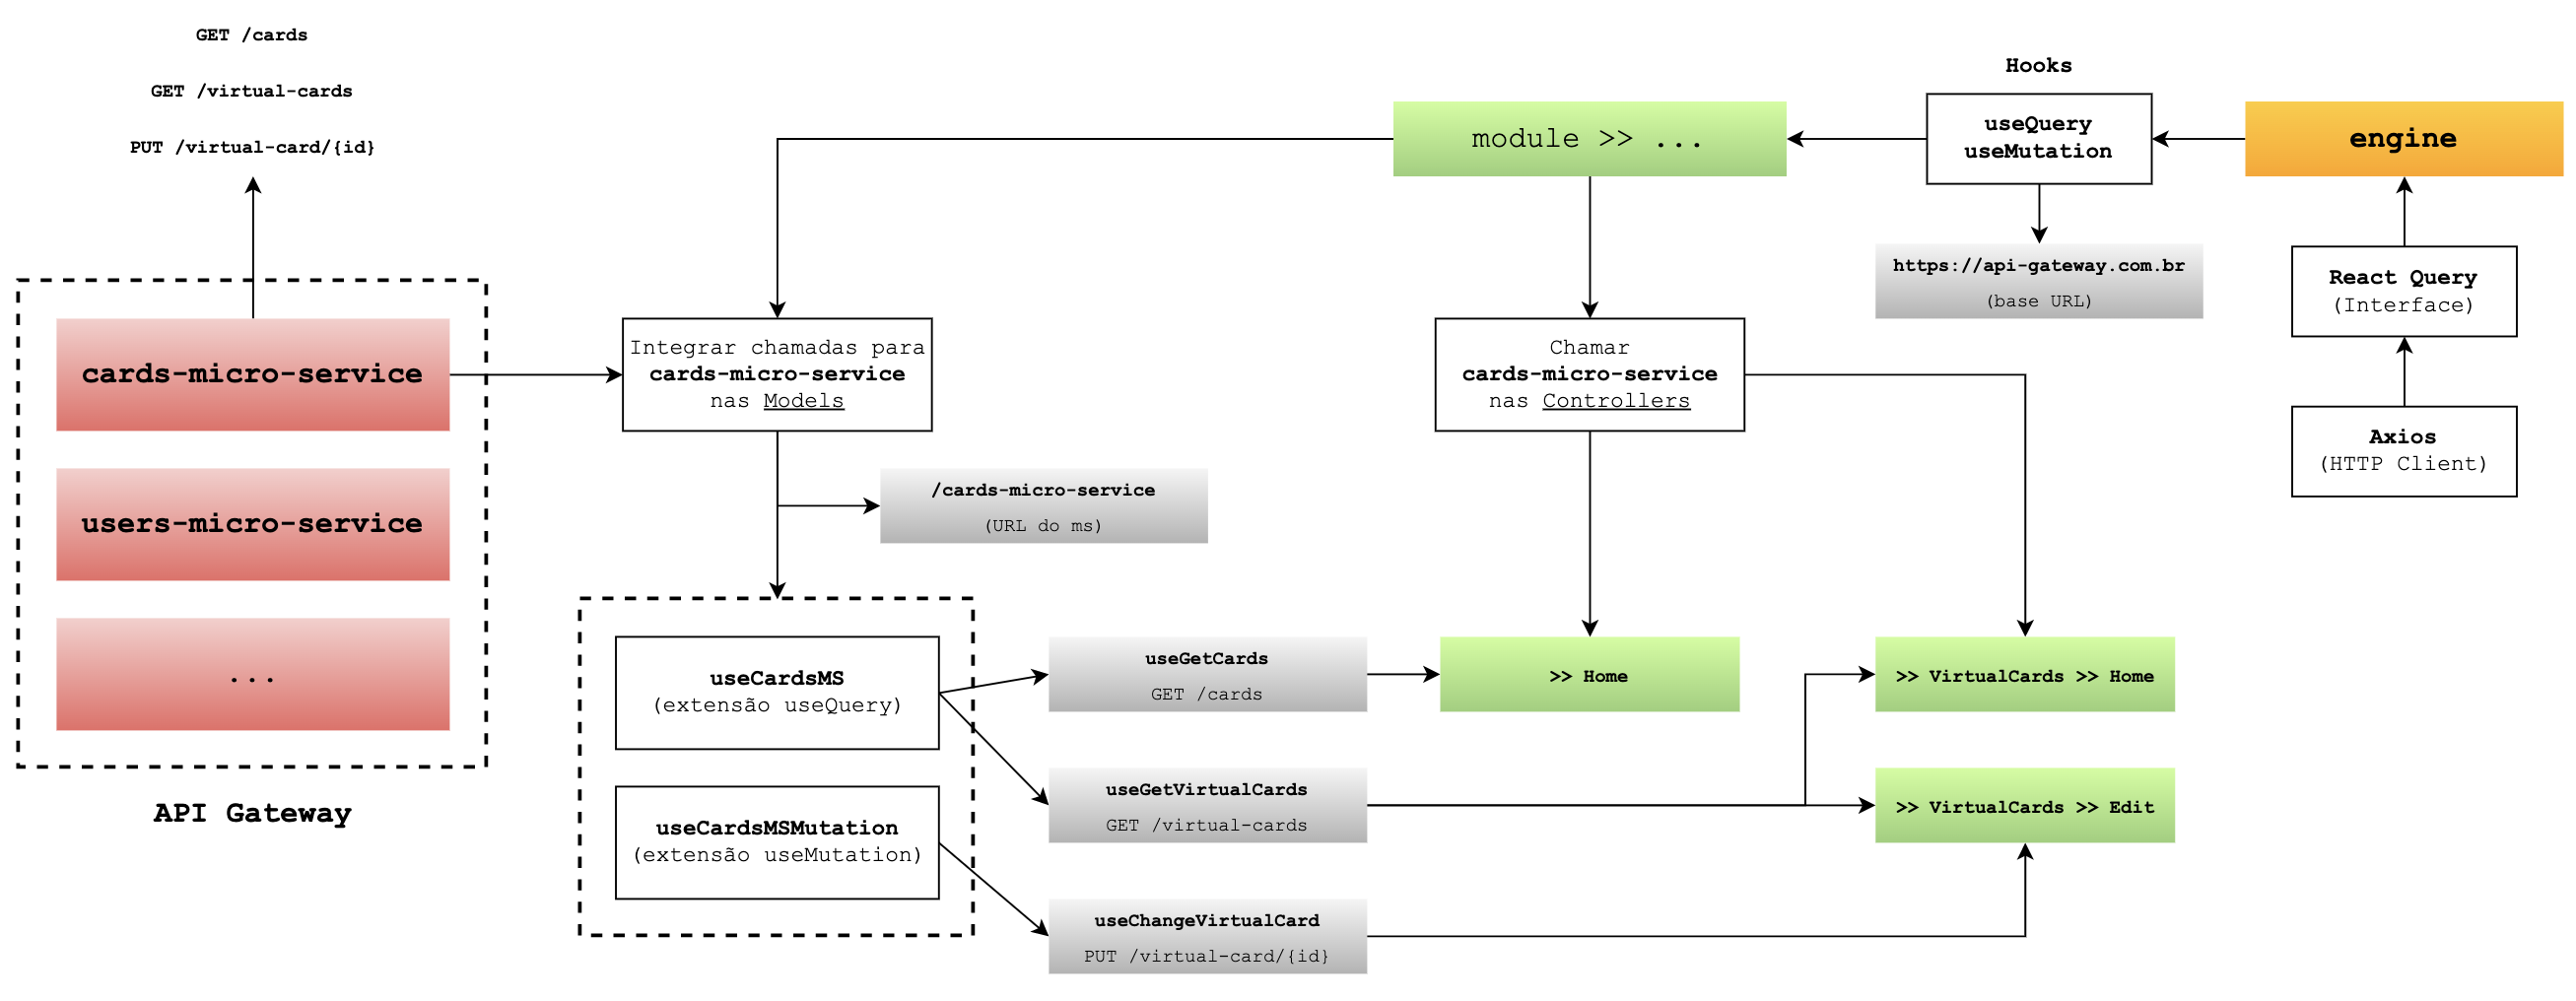 GET /cards
GET /virtual-cards
PUT /virtual-card/{id}
cards-micro-service
users-micro-service
...
API Gateway
Integrar chamadas para
cards-micro-service
nas Models
/cards-micro-service
(URL do ms)
useCardsMS
(extensão useQuery)
useCardsMSMutation
(extensão useMutation)
useGetCards
GET /cards
useGetVirtualCards
GET /virtual-cards
useChangeVirtualCard
PUT /virtual-card/{id}
module >> ...
Chamar
cards-micro-service
nas Controllers
>> Home
>> VirtualCards >> Home
>> VirtualCards >> Edit
Hooks
useQuery
useMutation
https://api-gateway.com.br
(base URL)
engine
React Query
(Interface)
Axios
(HTTP Client)